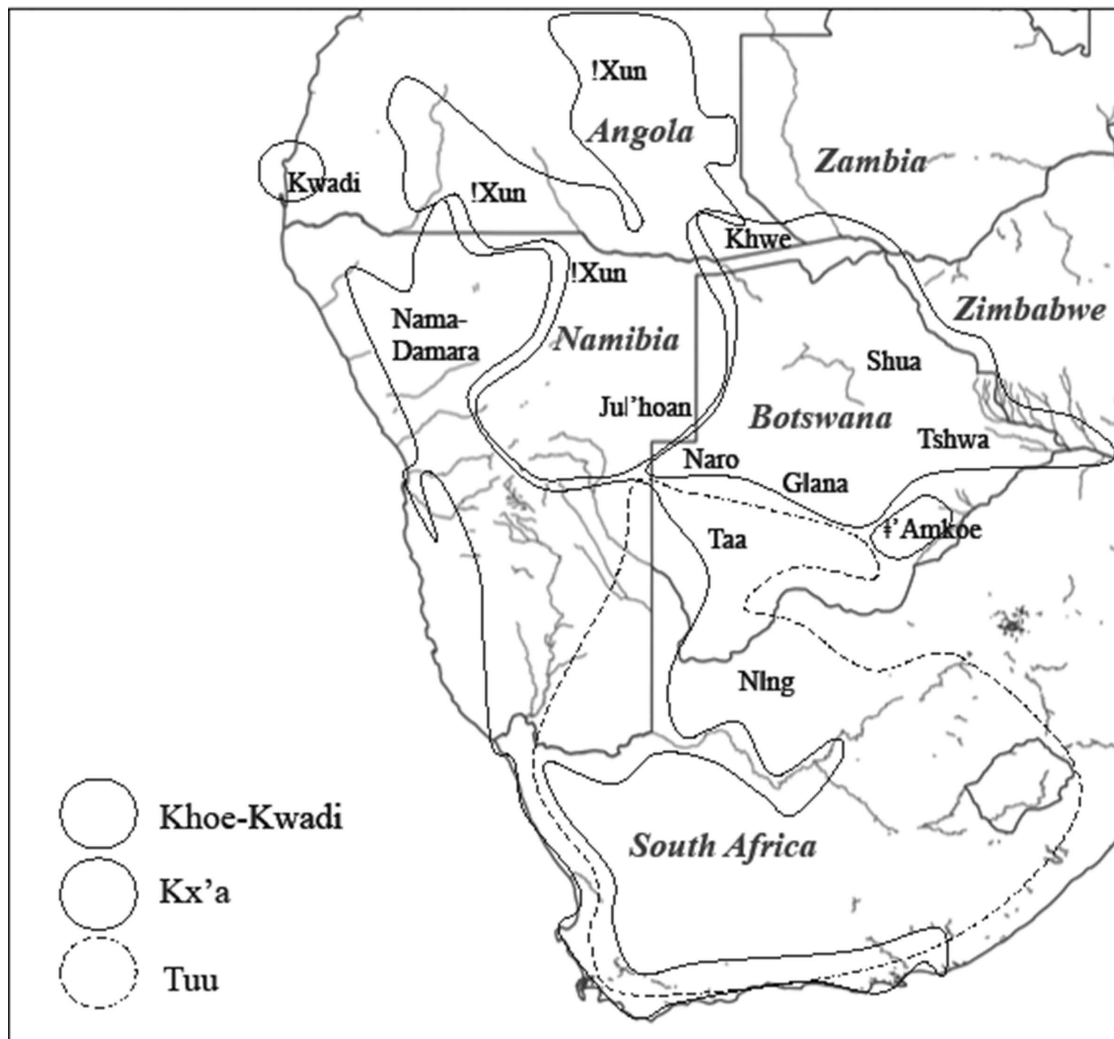 !Xun
Angola
Zambia
Kwadi
!Xun
Khwe
!Xun
Zimbabwe
Nama-
Damara
Namibia
Shua
Ju|’hoan
Botswana
Tshwa
Naro
G|ana
Taa
ǂ’Amkoe
N|ng
South Africa
Khoe-Kwadi
Kx’a
Tuu